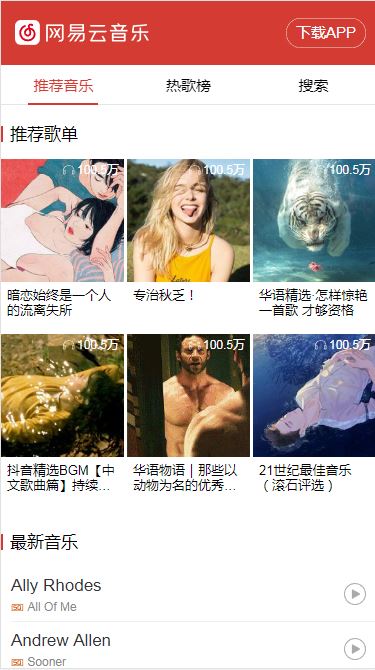 网易云音乐
下载APP
推荐音乐
热歌榜
搜索
推荐歌单
100.5万
100.5万
100.5万
暗恋始终是一个人
的流离失所
专治秋乏！
华语精选·怎样惊艳
一首歌 才够资格
100.5万
100.5万
100.5万
抖音精选BGM【中
文歌曲篇】持续…
华语物语｜那些以
动物为名的优秀…
21世纪最佳音乐
（滚石评选）
最新音乐
Ally Rhodes
SQ All Of Me
Andrew Allen
SQ Sooner